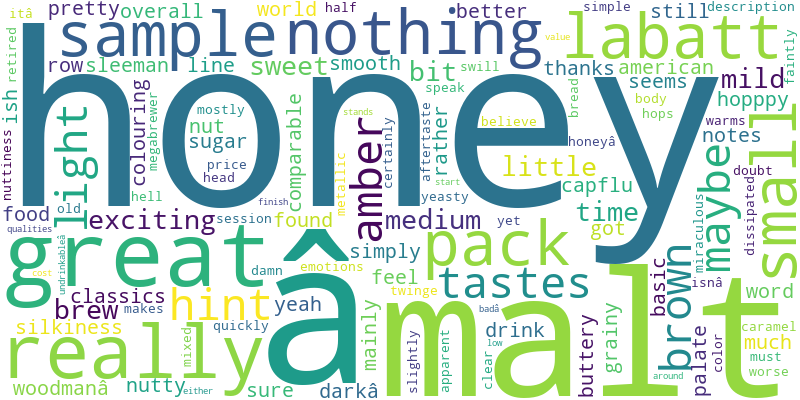 itâ pretty overall world half better still simple description
retired ish row sleeman line sample nothing labatt
sweet smooth bit thanks seems american mild faintly
honey
nuttiness light colouring megabrewer mostly nut sugar price head comparable metallic amber certainly aftertaste rather speak swill believe yeasty little bread body hops warms hopppy notes doubt small
food old qualities hell exciting session finish stands start medium yet honeyâ capflu time got brown maybe miraculous dissipated
great â found simply pack tastes basic isnâ word
undrinkableâ classics brew makes hint damn emotions feel twinge
cost silkiness mixed quickly yeah mainly drink buttery grainy palate color caramel much must worse
really malt
woodmanâ nutty either sure darkâ slightly apparent clear badâ low around value